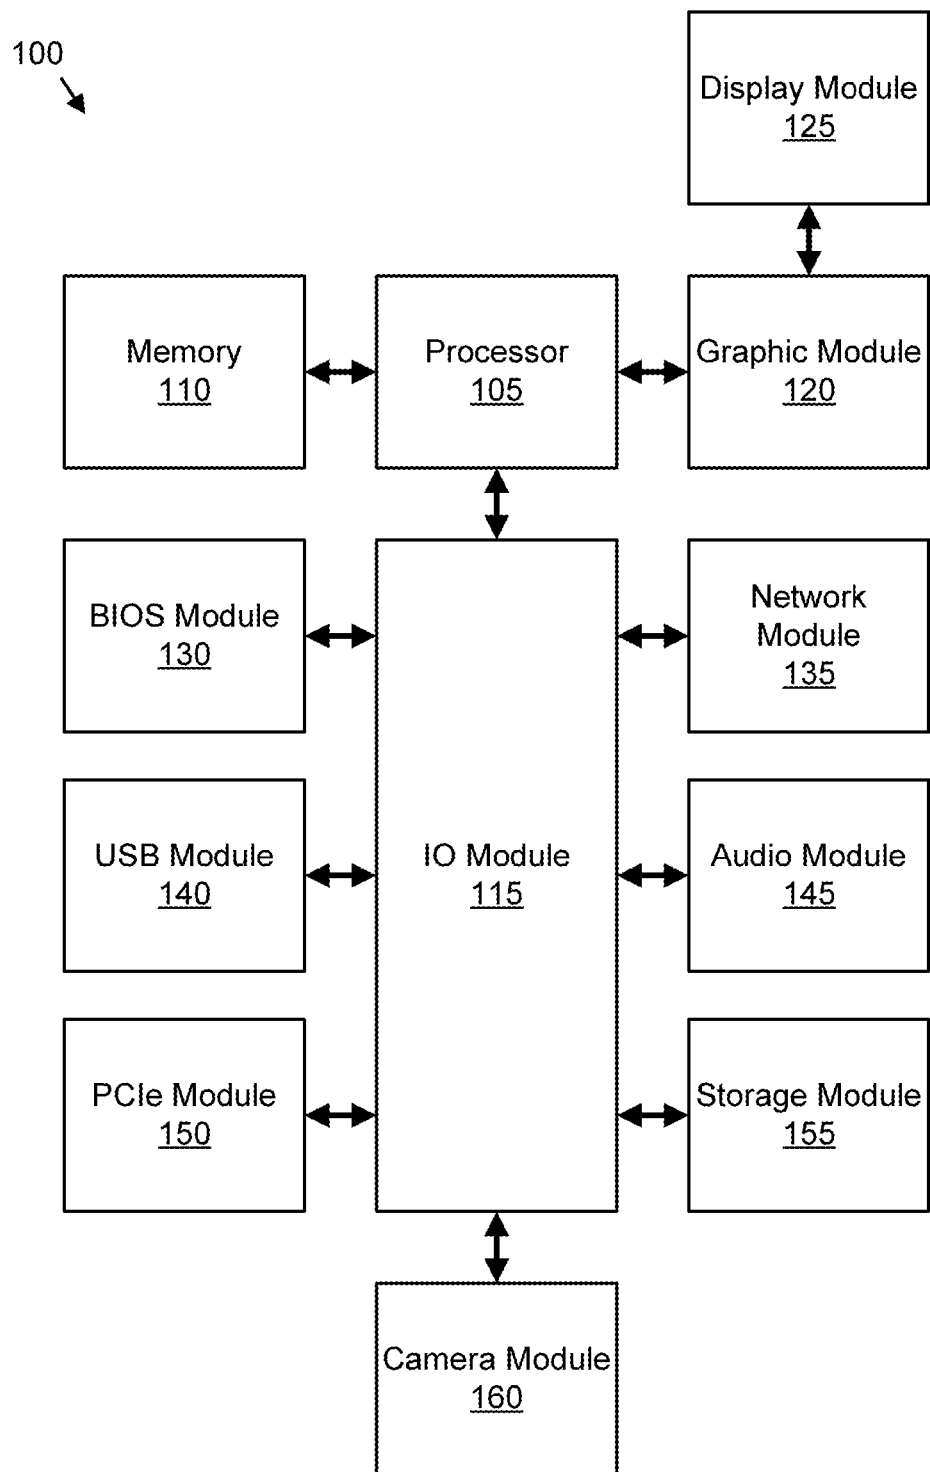 100
Display Module
125
Memory
110
Processor
105
Graphic Module
120
BIOS Module
130
Network
Module
135
USB Module
140
IO Module
115
Audio Module
145
PCIe Module
150
Storage Module
155
Camera Module
160